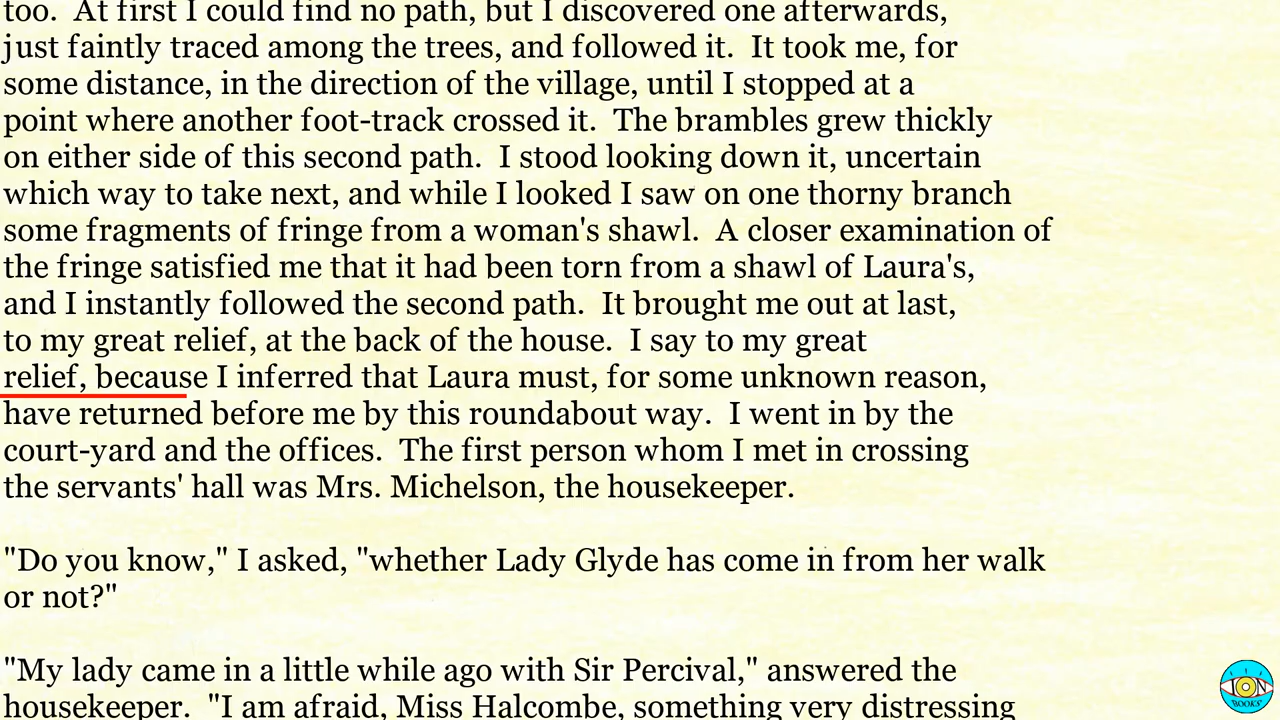 too.  At first I could find no path, but I discovered one afterwards,
just faintly traced among the trees, and followed it.  It took me, for
some distance, in the direction of the village, until I stopped at a
point where another foot-track crossed it.  The brambles grew thickly
on either side of this second path.  I stood looking down it, uncertain
which way to take next, and while I looked I saw on one thorny branch
some fragments of fringe from a woman's shawl.  A closer examination of
the fringe satisfied me that it had been torn from a shawl of Laura's,
and I instantly followed the second path.  It brought me out at last,
to my great relief, at the back of the house.  I say to my great
relief, because I inferred that Laura must, for some unknown reason,
have returned before me by this roundabout way.  I went in by the
court-yard and the offices.  The first person whom I met in crossing
the servants' hall was Mrs. Michelson, the housekeeper.
"Do you know," I asked, "whether Lady Glyde has come in from her walk
or not?"
"My lady came in a little while ago with Sir Percival," answered the
housekeeper.  "I am afraid, Miss Halcombe, something very distressing
ION
BOOKS